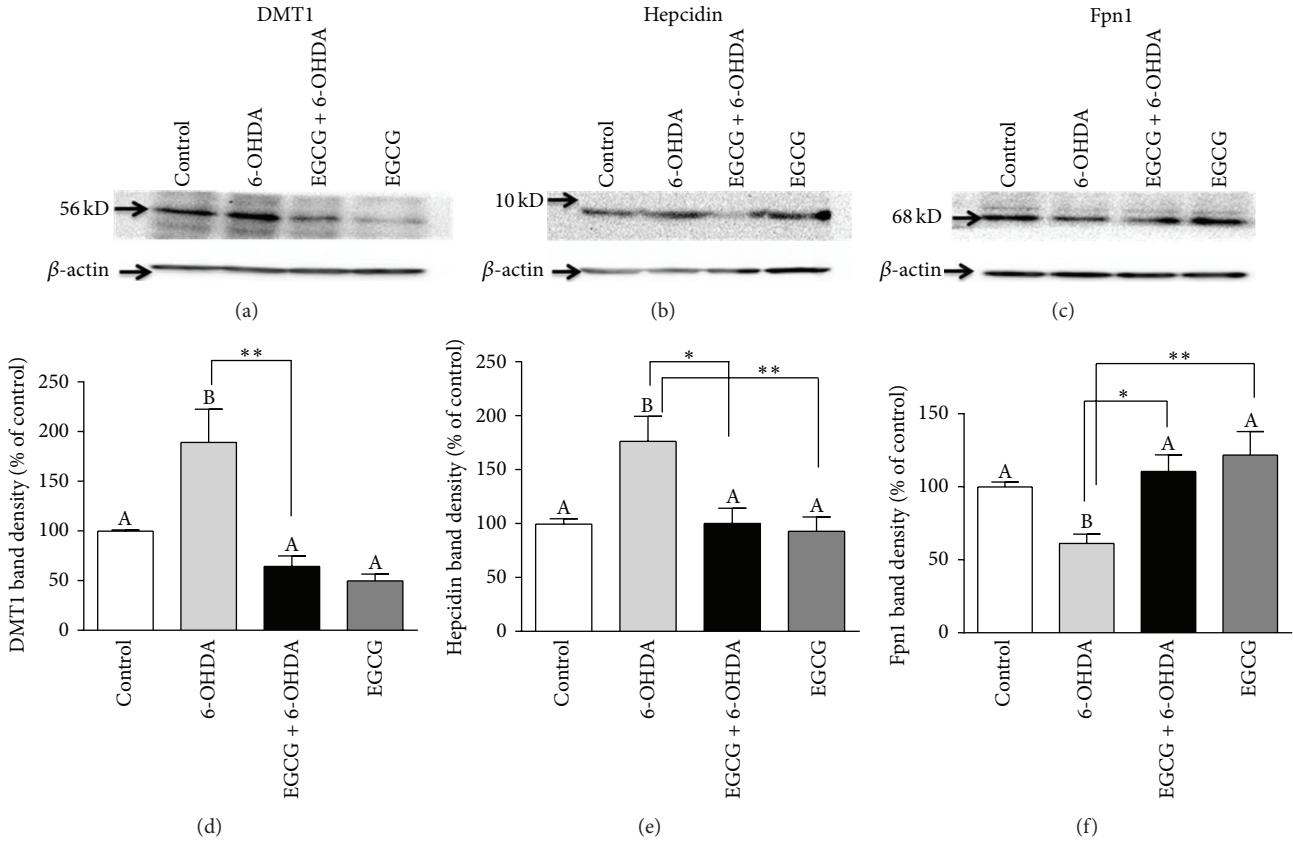 DMT1
Control
6-OHDA
EGCG + 6-OHDA
EGCG
56 kD
β-actin
(a)
Hepcidin
Control
6-OHDA
EGCG + 6-OHDA
EGCG
10 kD
β-actin
(b)
Fpn1
Control
6-OHDA
EGCG + 6-OHDA
EGCG
68 kD
β-actin
(c)
DMT1 band density (% of control)
250
200
150
100
50
0
A
B
A
A
**
Control
6-OHDA
EGCG + 6-OHDA
EGCG
(d)
Hepcidin band density (% of control)
250
200
150
100
50
0
A
B
A
A
*
**
Control
6-OHDA
EGCG + 6-OHDA
EGCG
(e)
Fpn1 band density (% of control)
150
100
50
0
A
B
A
A
*
**
Control
6-OHDA
EGCG + 6-OHDA
EGCG
(f)